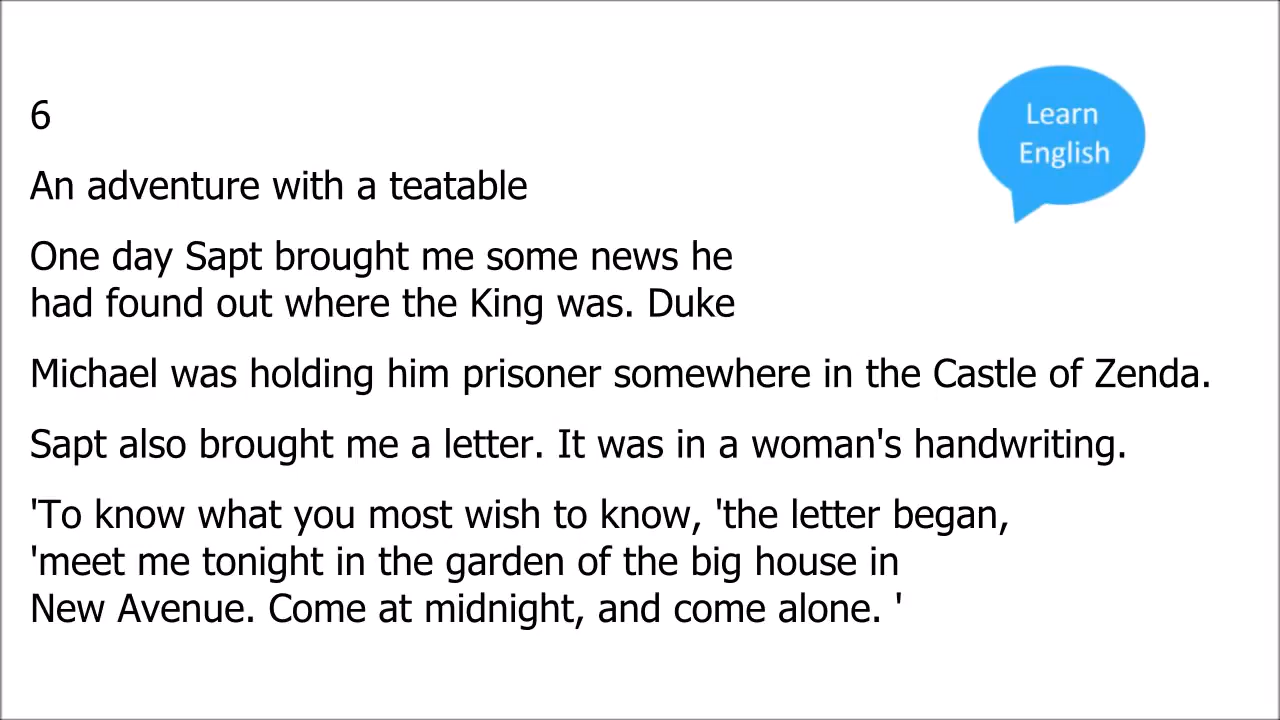 6
Learn
English
An adventure with a teatable
One day Sapt brought me some news he
had found out where the King was. Duke
Michael was holding him prisoner somewhere in the Castle of Zenda.
Sapt also brought me a letter. It was in a woman's handwriting.
'To know what you most wish to know, 'the letter began,
'meet me tonight in the garden of the big house in
New Avenue. Come at midnight, and come alone. '